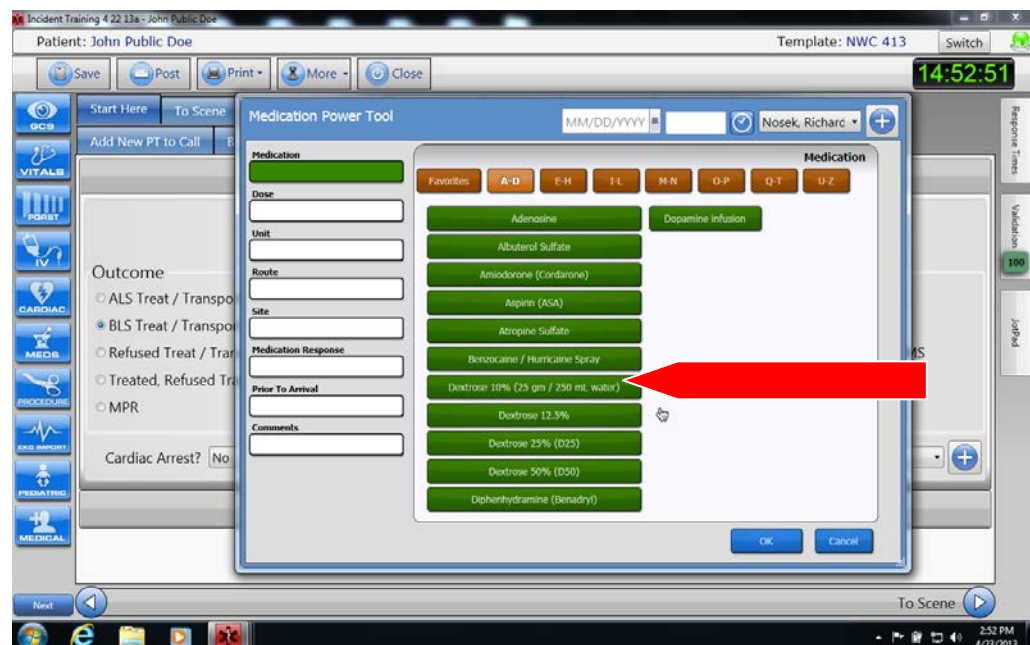 Incident Training 4 22 13a - John Public Doe
Patient: John Public Doe
Template: NWC 413
Switch
Save
Post
Print
More
Close
14:52:51
GCS
VITALS
PQRST
IV
CARDIAC
MEDS
PROCEDURE
EKG IMPORT
PEDIATRIC
MEDICAL
Next
Start Here
To Scene
Add New PT to Call
Outcome
ALS Treat / Transpo
BLS Treat / Transpo
Refused Treat / Tran
Treated, Refused Tra
MPR
Cardiac Arrest?
No
Medication Power Tool
MM/DD/YYYY
Nosek, Richard
Medication
Dose
Unit
Route
Site
Medication Response
Prior To Arrival
Comments
Medication
Favorites
A-D
E-H
I-L
M-N
O-P
Q-T
U-Z
Adenosine
Dopamine infusion
Albuterol Sulfate
Amiodorone (Cordarone)
Aspirin (ASA)
Atropine Sulfate
Benzocaine / Hurricaine Spray
Dextrose 10% (25 gm / 250 mL water)
Dextrose 12.5%
Dextrose 25% (D25)
Dextrose 50% (D50)
Diphenhydramine (Benadryl)
OK
Cancel
Response Times
Validation
100
JotPad
To Scene
2:52 PM
4/23/2013